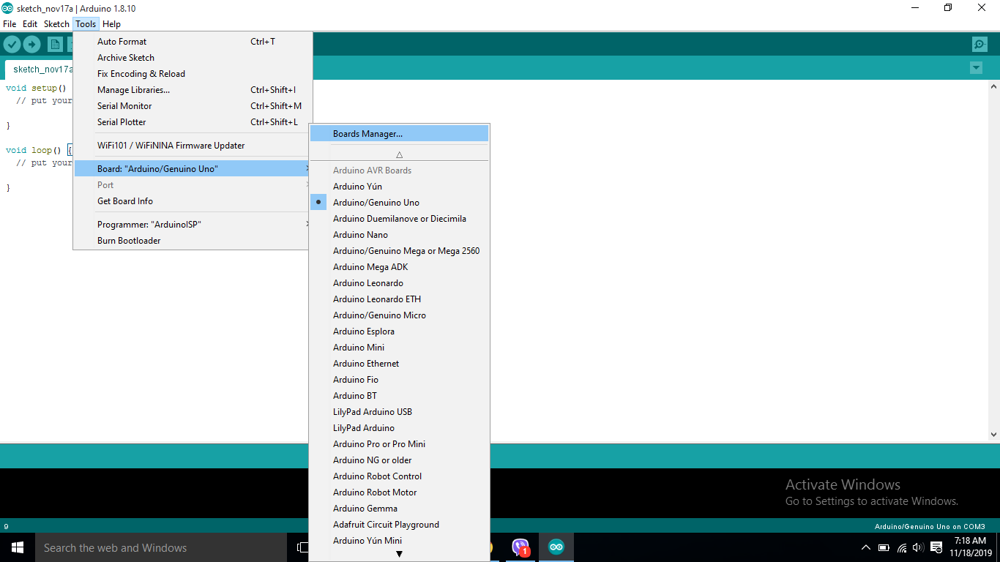 sketch_nov17a | Arduino 1.8.10
File Edit Sketch Tools Help
sketch_nov17a
void setup()
// put your
}
void loop() {
// put your
}
Auto Format Ctrl+T
Archive Sketch
Fix Encoding & Reload
Manage Libraries... Ctrl+Shift+I
Serial Monitor Ctrl+Shift+M
Serial Plotter Ctrl+Shift+L
WiFi101 / WiFiNINA Firmware Updater
Board: "Arduino/Genuino Uno"
Port
Get Board Info
Programmer: "ArduinoISP"
Burn Bootloader
Boards Manager...
Arduino AVR Boards
Arduino Yún
Arduino/Genuino Uno
Arduino Duemilanove or Diecimila
Arduino Nano
Arduino/Genuino Mega or Mega 2560
Arduino Mega ADK
Arduino Leonardo
Arduino Leonardo ETH
Arduino/Genuino Micro
Arduino Esplora
Arduino Mini
Arduino Ethernet
Arduino Fio
Arduino BT
LilyPad Arduino USB
LilyPad Arduino
Arduino Pro or Pro Mini
Arduino NG or older
Arduino Robot Control
Arduino Robot Motor
Arduino Gemma
Adafruit Circuit Playground
Arduino Yún Mini
Activate Windows
Go to Settings to activate Windows.
9
Arduino/Genuino Uno on COM3
Search the web and Windows
1
7:18 AM
11/18/2019